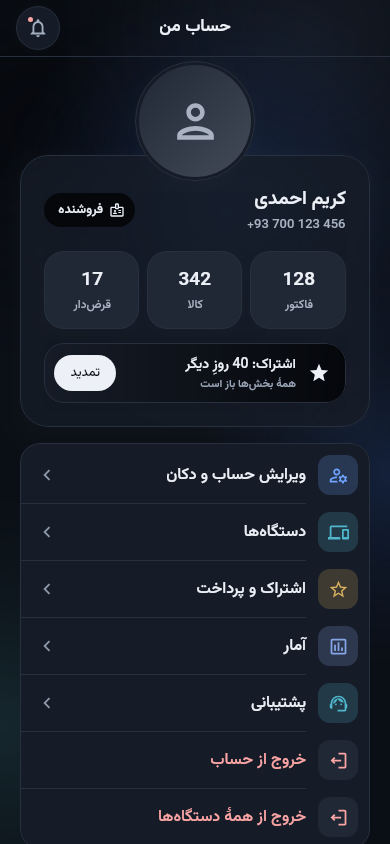 حساب من
کریم احمدی
فروشنده
+93 700 123 456
128
342
17
فاکتور
کالا
قرض‌دار
اشتراک: 40 روزِ دیگر
همهٔ بخش‌ها باز است
تمدید
ویرایش حساب و دکان
دستگاه‌ها
اشتراک و پرداخت
آمار
پشتیبانی
خروج از حساب
خروج از همهٔ دستگاه‌ها